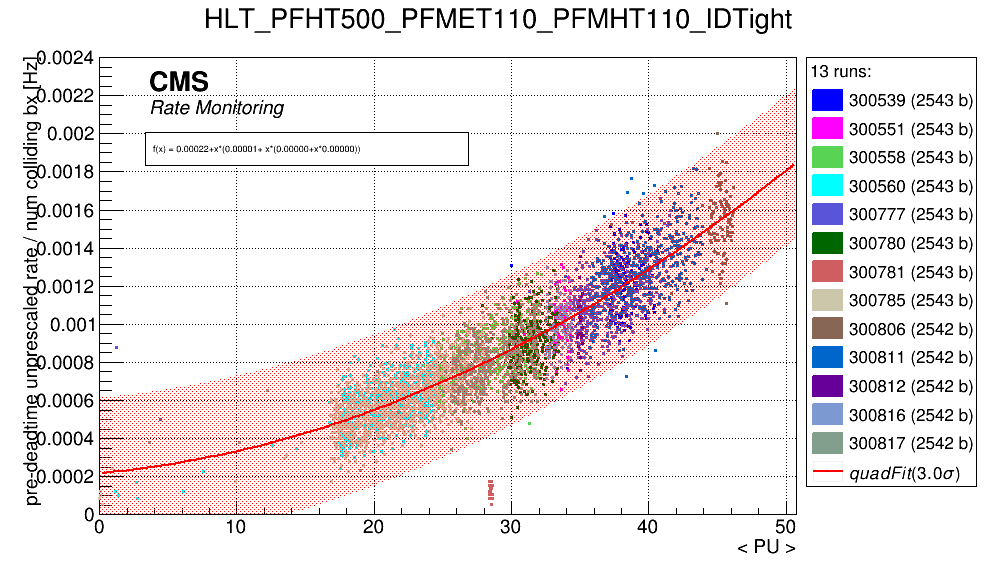 HLT_PFHT500_PFMET110_PFMHT110_IDTight
pre-deadtime unprescaled rate / num colliding bx [Hz]
0.0024
0.0022
0.002
0.0018
0.0016
0.0014
0.0012
0.001
0.0008
0.0006
0.0004
0.0002
0
CMS
Rate Monitoring
f(x) = 0.00022+x*(0.00001+ x*(0.00000+x*0.00000))
0 10 20 30 40 50
< PU >
13 runs:
300539 (2543 b)
300551 (2543 b)
300558 (2543 b)
300560 (2543 b)
300777 (2543 b)
300780 (2543 b)
300781 (2543 b)
300785 (2543 b)
300806 (2542 b)
300811 (2542 b)
300812 (2542 b)
300816 (2542 b)
300817 (2542 b)
quadFit(3.0σ)